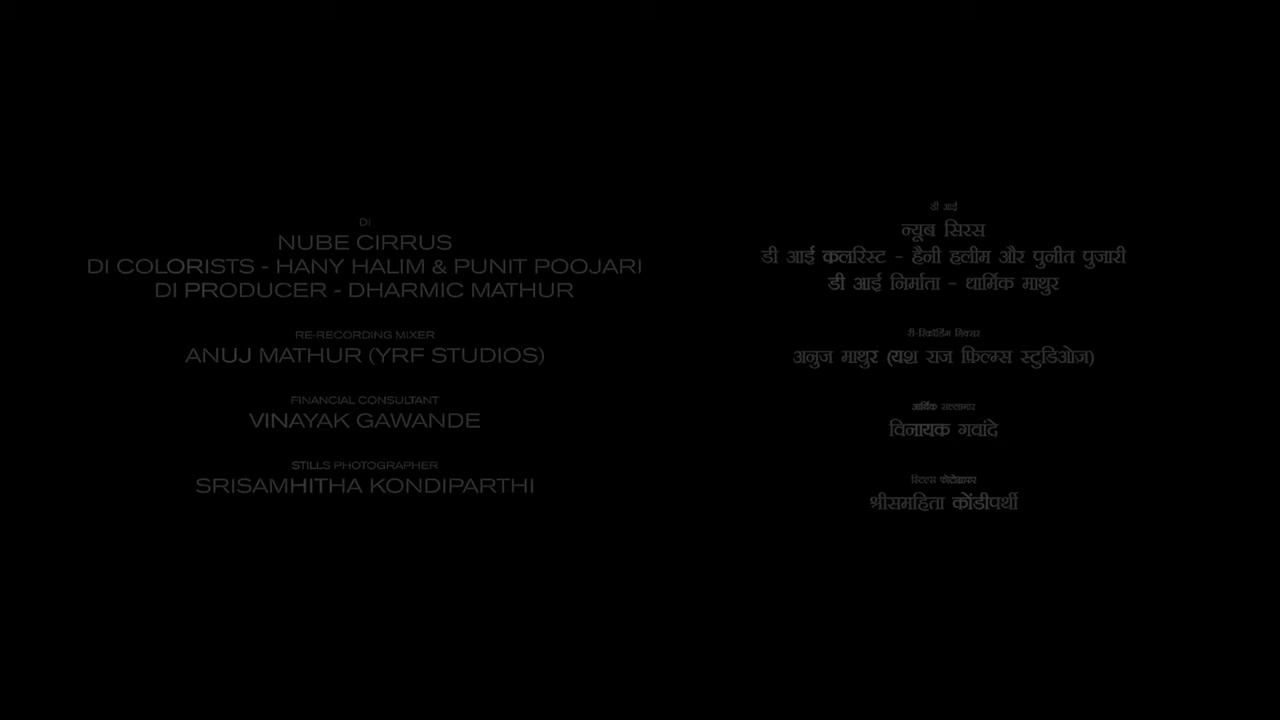 DI
NUBE CIRRUS
DI COLORISTS - HANY HALIM & PUNIT POOJARI
DI PRODUCER - DHARMIC MATHUR
RE-RECORDING MIXER
ANUJ MATHUR (YRF STUDIOS)
FINANCIAL CONSULTANT
VINAYAK GAWANDE
STILLS PHOTOGRAPHER
SRISAMHITHA KONDIPARTHI
डी आई
न्यूब सिरस
डी आई कलरिस्ट - हैनी हलीम और पुनीत पुजारी
डी आई निर्माता - धार्मिक माथुर
री-रिकॉर्डिंग मिक्सर
अनुज माथुर (यश राज फ़िल्म्स स्टुडिओज)
आर्थिक
विनायक गवांदे
स्टिल्स
श्रीसमहिता कोंडीपर्थी